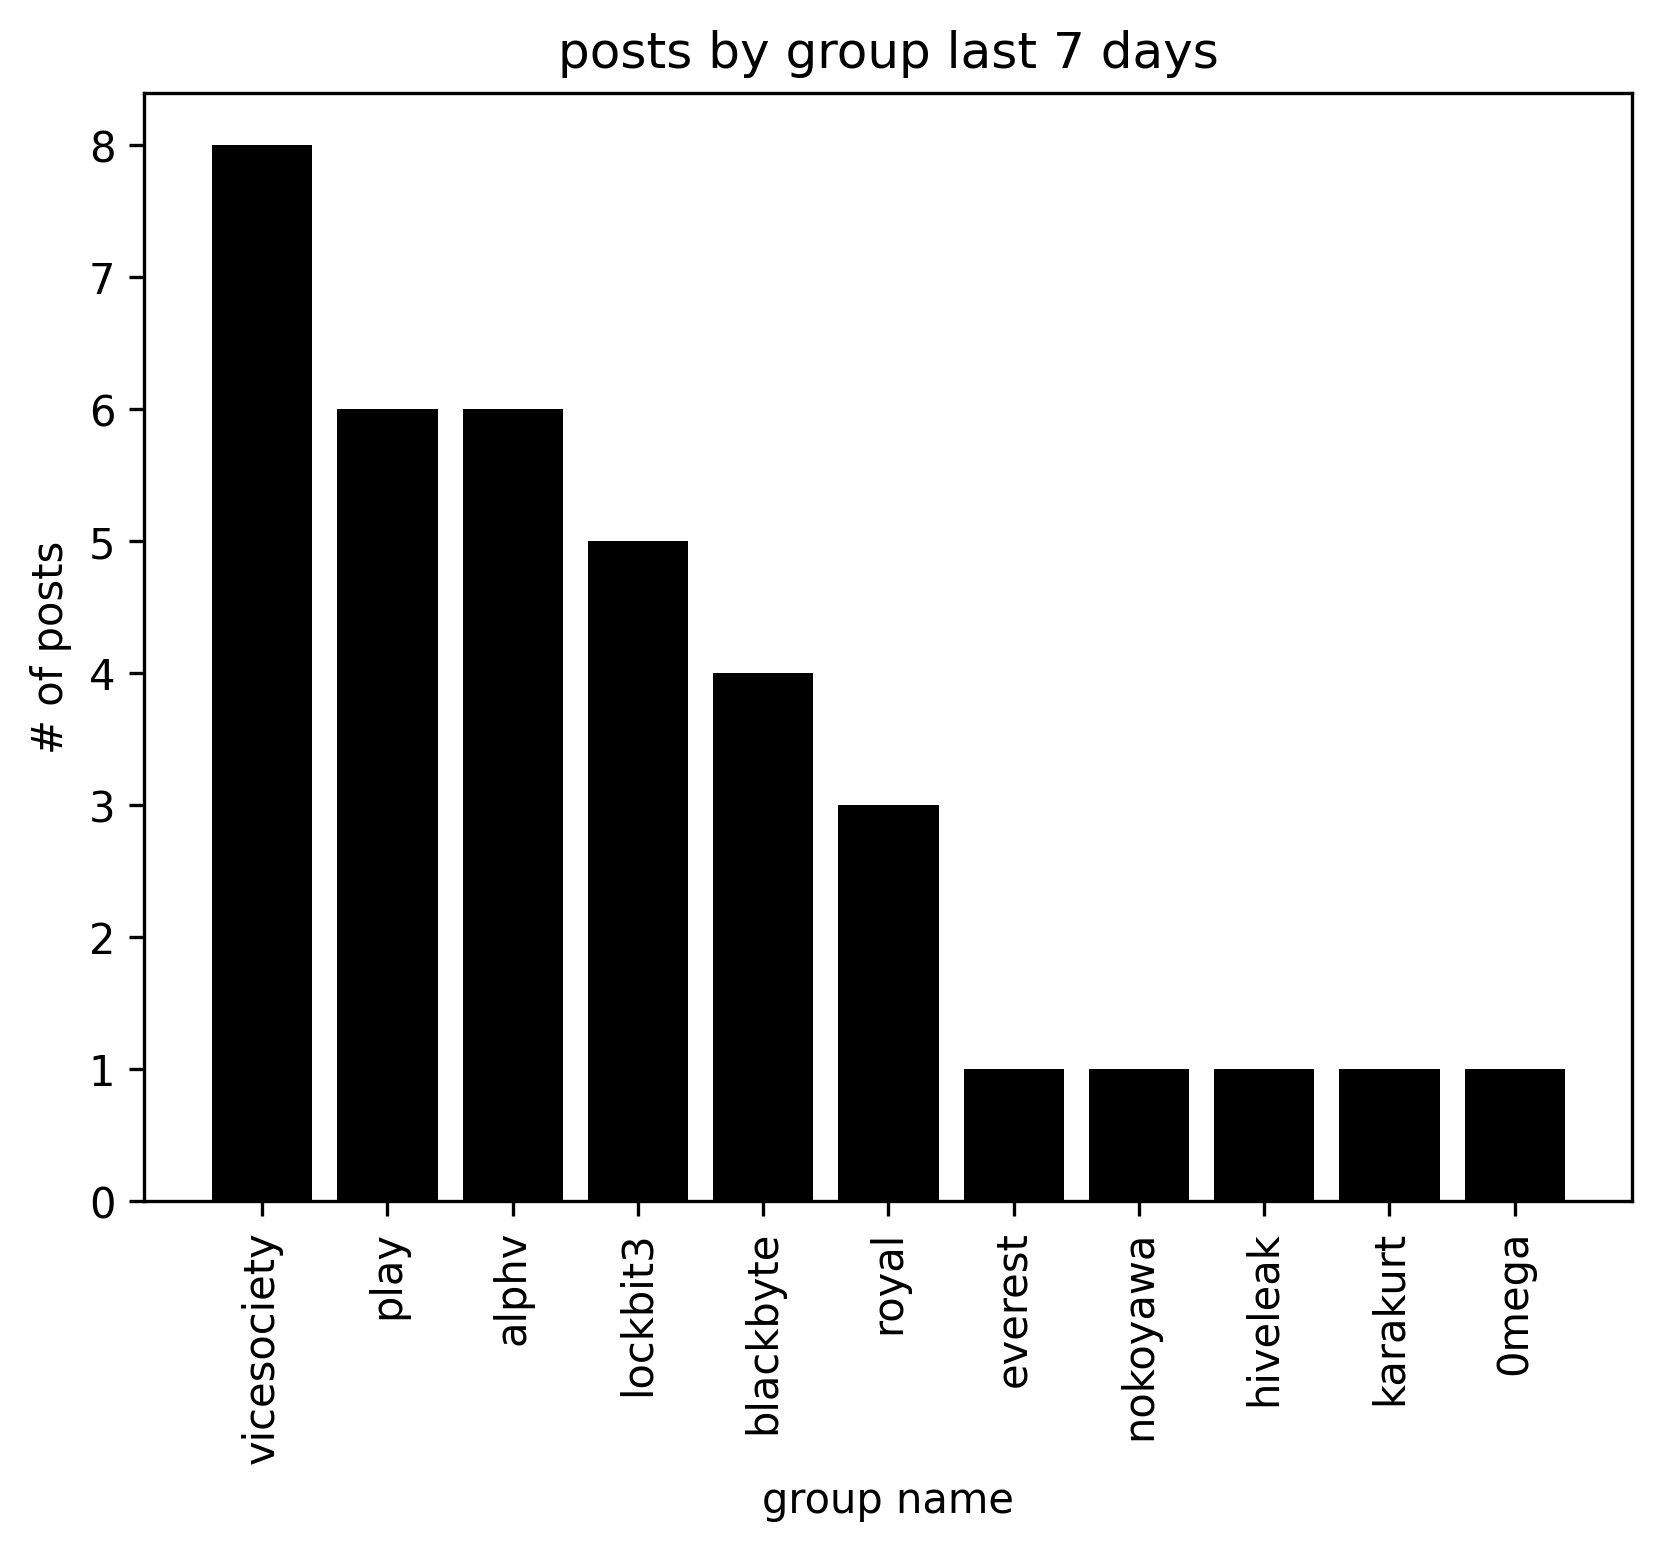 posts by group last 7 days
# of posts
8
7
6
5
4
3
2
1
0
vicesociety
play
alphv
lockbit3
blackbyte
royal
everest
nokoyawa
hiveleak
karakurt
0mega
group name